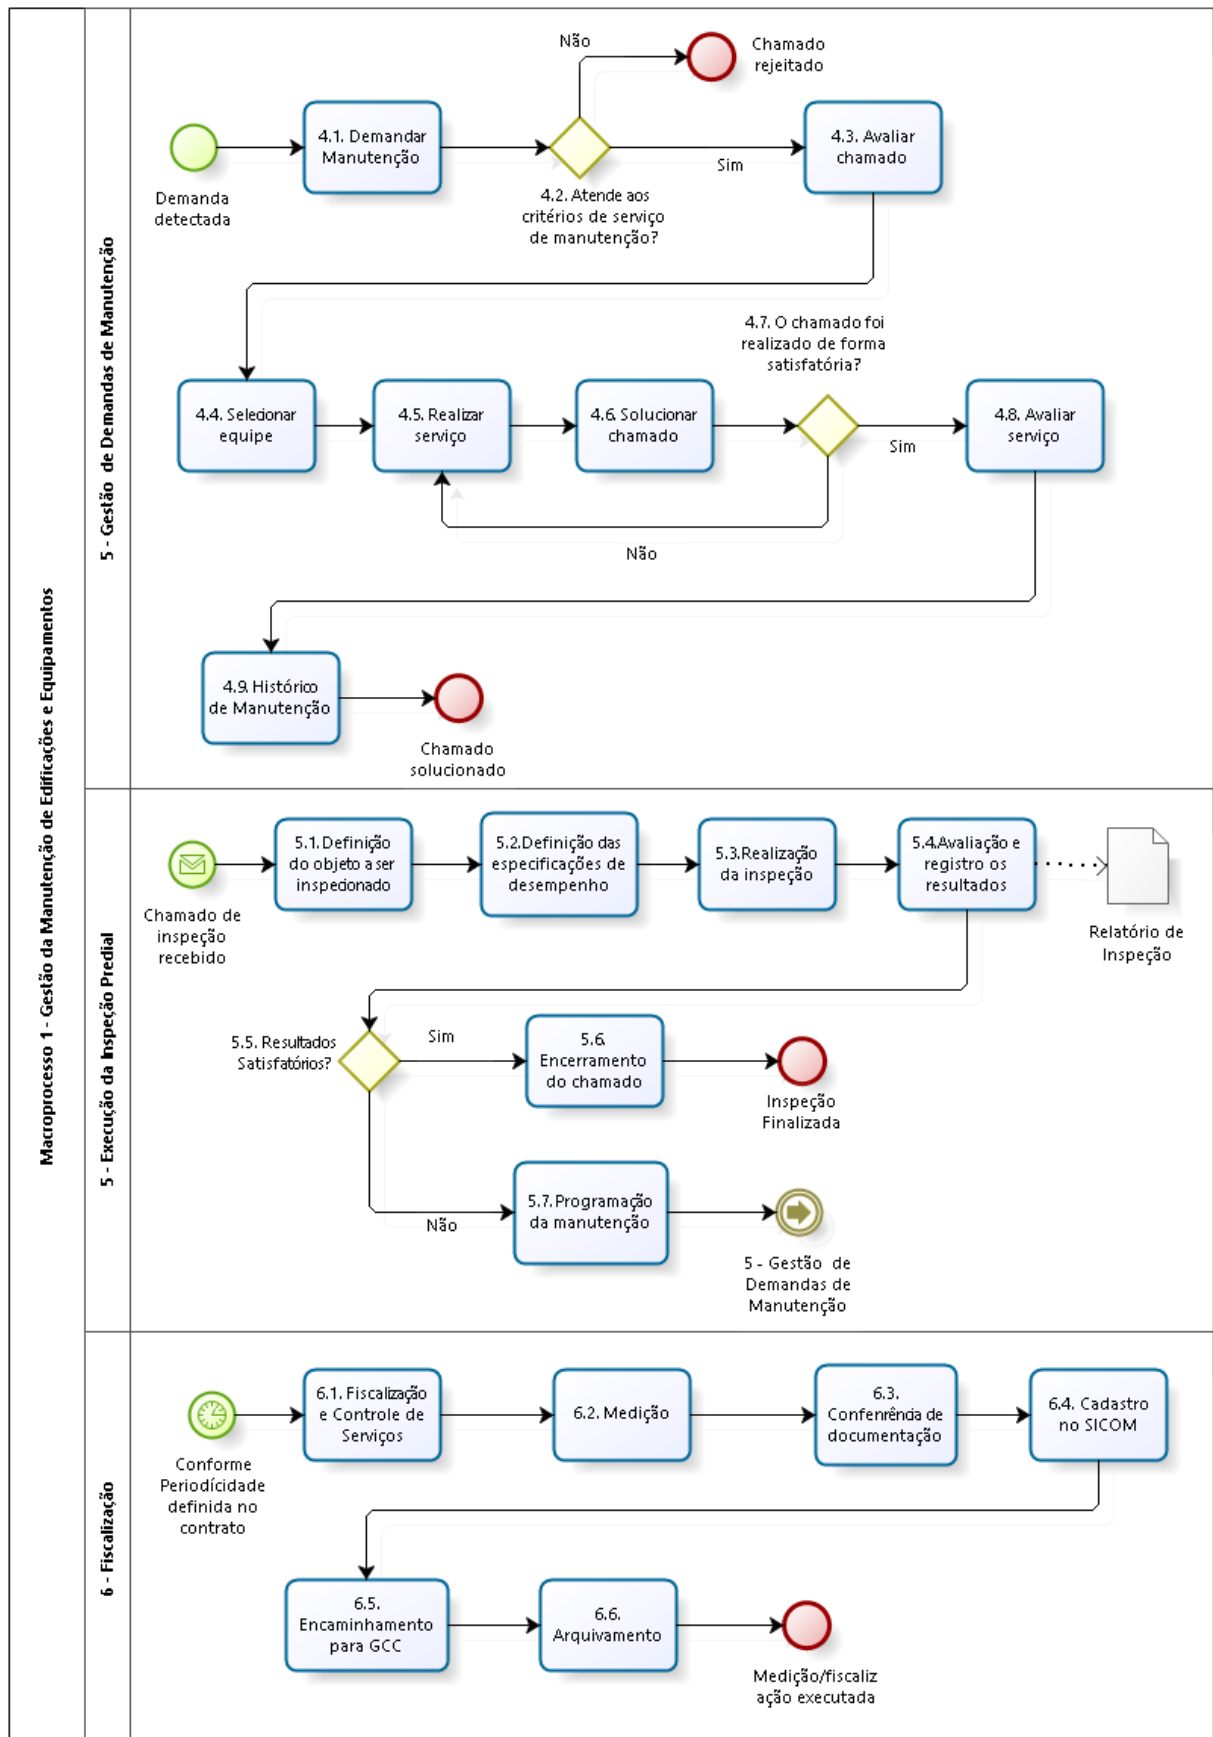 Macroprocesso 1 - Gestão da Manutenção de Edificações e Equipamentos
5 - Gestão de Demandas de Manutenção
Não
Chamado
rejeitado
4.1. Demandar
Manutenção
4.3. Avaliar
chamado
Sim
Demanda
detectada
4.2. Atende aos
critérios de serviço
de manutenção?
4.7. O chamado foi
realizado de forma
satisfatória?
4.4. Selecionar
equipe
4.5. Realizar
serviço
4.6. Solucionar
chamado
Sim
4.8. Avaliar
serviço
Não
4.9. Histórico
de Manutenção
Chamado
solucionado
5 - Execução da Inspeção Predial
Chamado de
inspeção
recebido
5.1. Definição
do objeto a ser
inspecionado
5.2.Definição das
especificações de
desempenho
5.3.Realização
da inspeção
5.4.Avaliação e
registro os
resultados
Relatório de
Inspeção
5.5. Resultados
Satisfatórios?
Sim
5.6.
Encerramento
do chamado
Inspeção
Finalizada
Não
5.7. Programação
da manutenção
5 - Gestão de
Demandas de
Manutenção
6 - Fiscalização
Conforme
Periodícidade
definida no
contrato
6.1. Fiscalização
e Controle de
Serviços
6.2. Medição
6.3.
Confenrência de
documentação
6.4. Cadastro
no SICOM
6.5.
Encaminhamento
para GCC
6.6.
Arquivamento
Medição/fiscaliz
ação executada